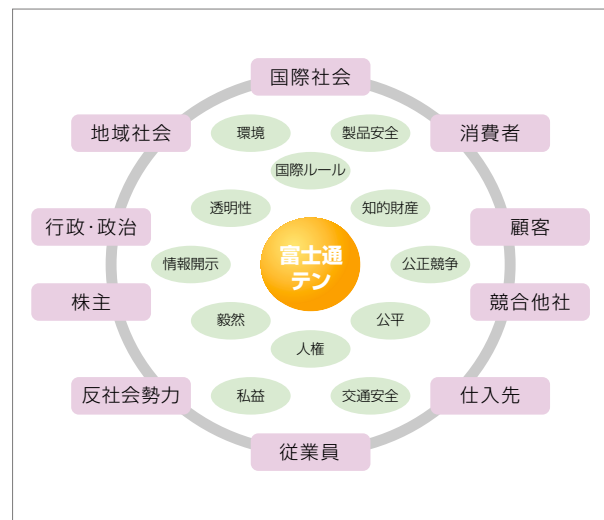 国際社会
地域社会
環境
製品安全
消費者
国際ルール
透明性
知的財産
行政・政治
顧客
富士通
テン
情報開示
公正競争
株主
競合他社
毅然
公平
人権
反社会勢力
私益
交通安全
仕入先
従業員